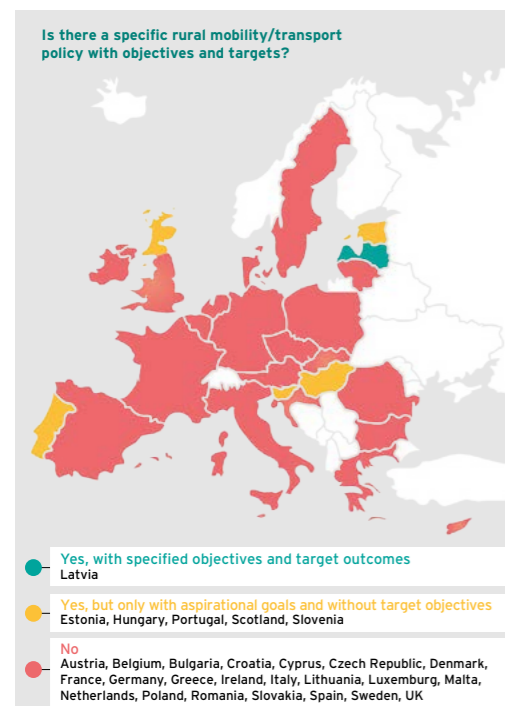 Is there a specific rural mobility/transport
policy with objectives and targets?
Yes, with specified objectives and target outcomes
Latvia
Yes, but only with aspirational goals and without target objectives
Estonia, Hungary, Portugal, Scotland, Slovenia
No
Austria, Belgium, Bulgaria, Croatia, Cyprus, Czech Republic, Denmark,
France, Germany, Greece, Ireland, Italy, Lithuania, Luxemburg, Malta,
Netherlands, Poland, Romania, Slovakia, Spain, Sweden, UK